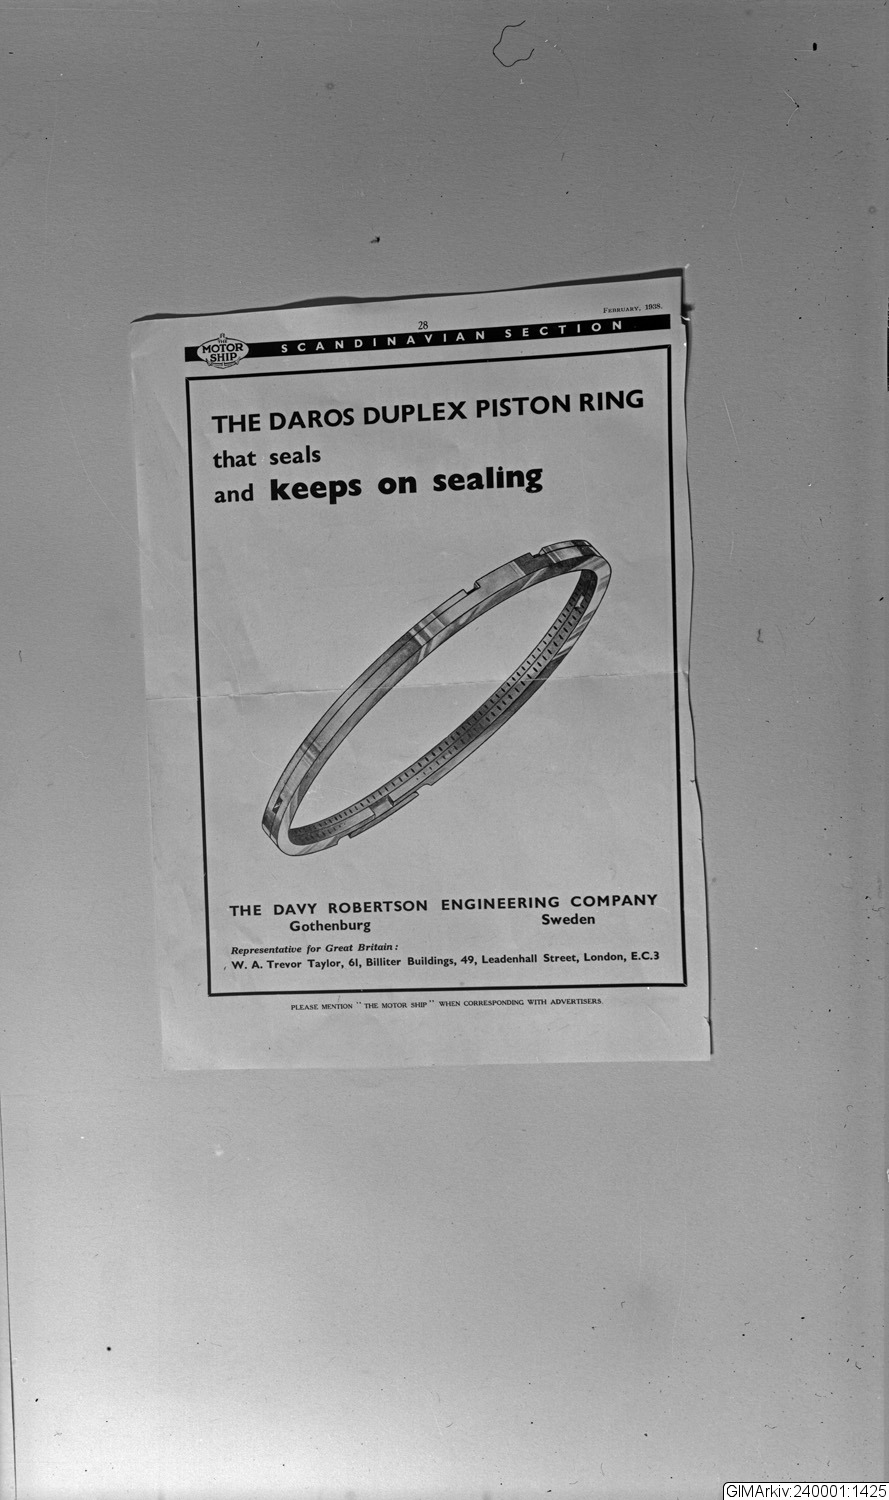 28
FEBRUARY, 1938.
THE
MOTOR
SHIP
SCANDINAVIAN SECTION
THE DAROS DUPLEX PISTON RING
that seals
and keeps on sealing
THE DAVY ROBERTSON ENGINEERING COMPANY
Gothenburg Sweden
Representative for Great Britain :
W. A. Trevor Taylor, 61, Billiter Buildings, 49, Leadenhall Street, London, E.C.3
PLEASE MENTION "THE MOTOR SHIP" WHEN CORRESPONDING WITH ADVERTISERS.
GIMArkiv:240001:1425